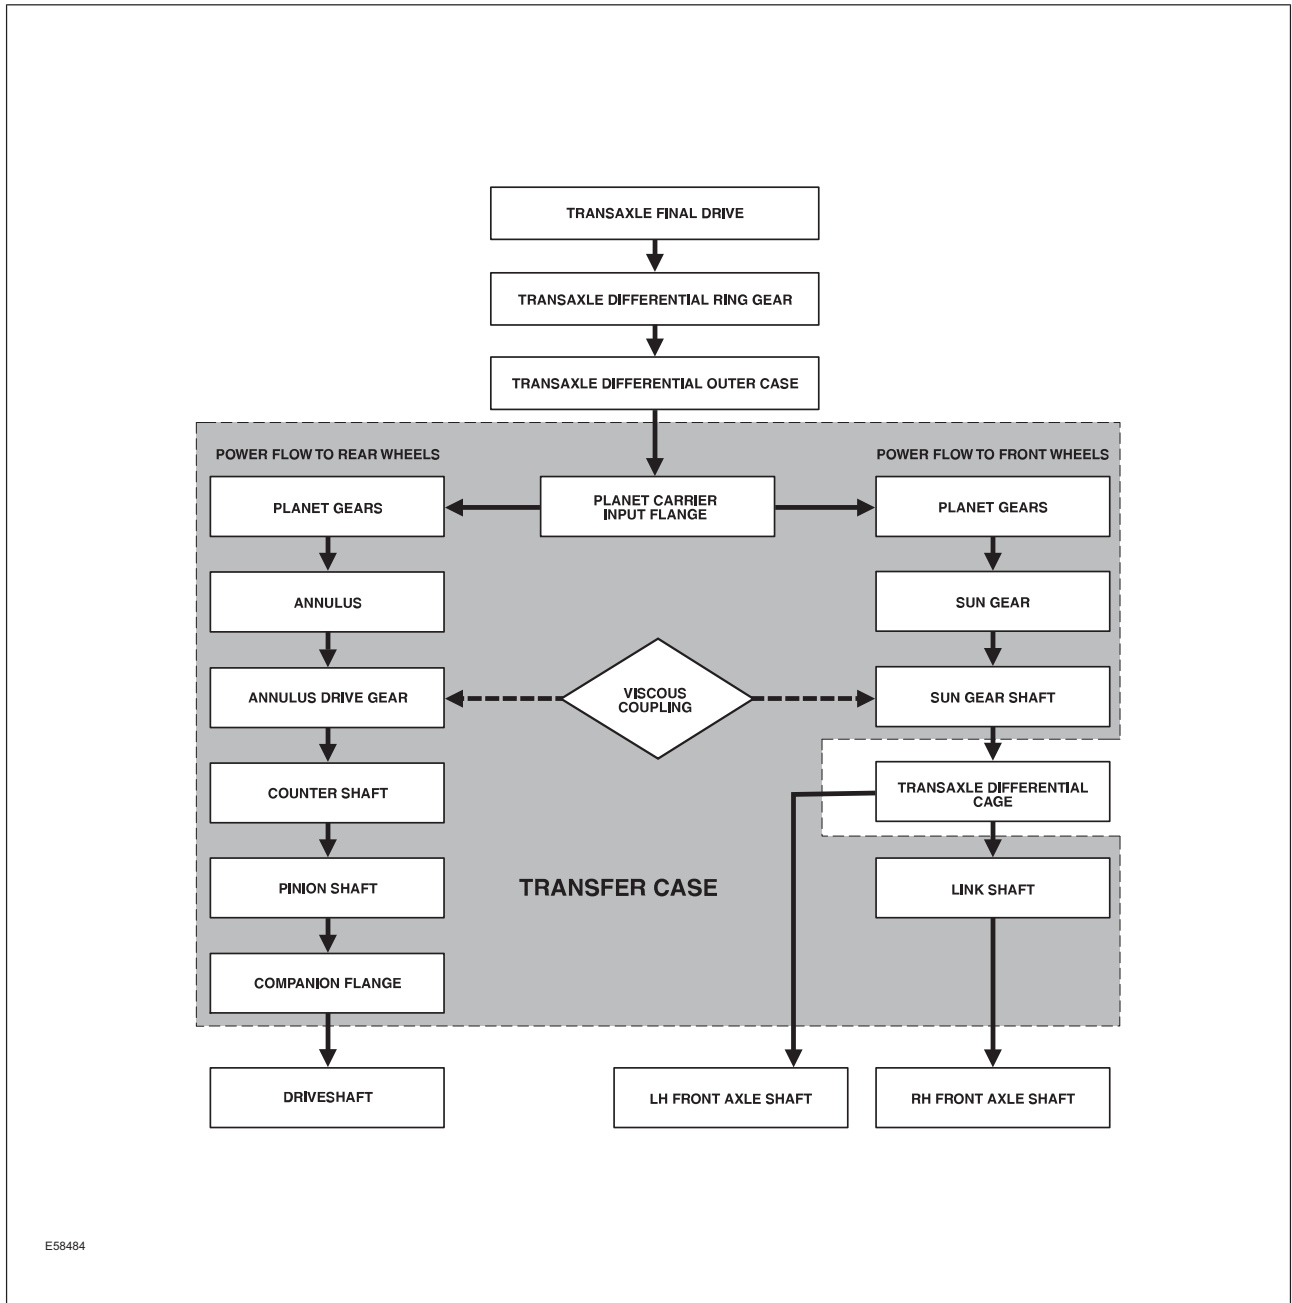 TRANSAXLE FINAL DRIVE
TRANSAXLE DIFFERENTIAL RING GEAR
TRANSAXLE DIFFERENTIAL OUTER CASE
POWER FLOW TO REAR WHEELS
POWER FLOW TO FRONT WHEELS
PLANET GEARS
PLANET CARRIER
INPUT FLANGE
PLANET GEARS
ANNULUS
SUN GEAR
ANNULUS DRIVE GEAR
VISCOUS
COUPLING
SUN GEAR SHAFT
COUNTER SHAFT
TRANSAXLE DIFFERENTIAL
CAGE
PINION SHAFT
TRANSFER CASE
LINK SHAFT
COMPANION FLANGE
DRIVESHAFT
LH FRONT AXLE SHAFT
RH FRONT AXLE SHAFT
E58484